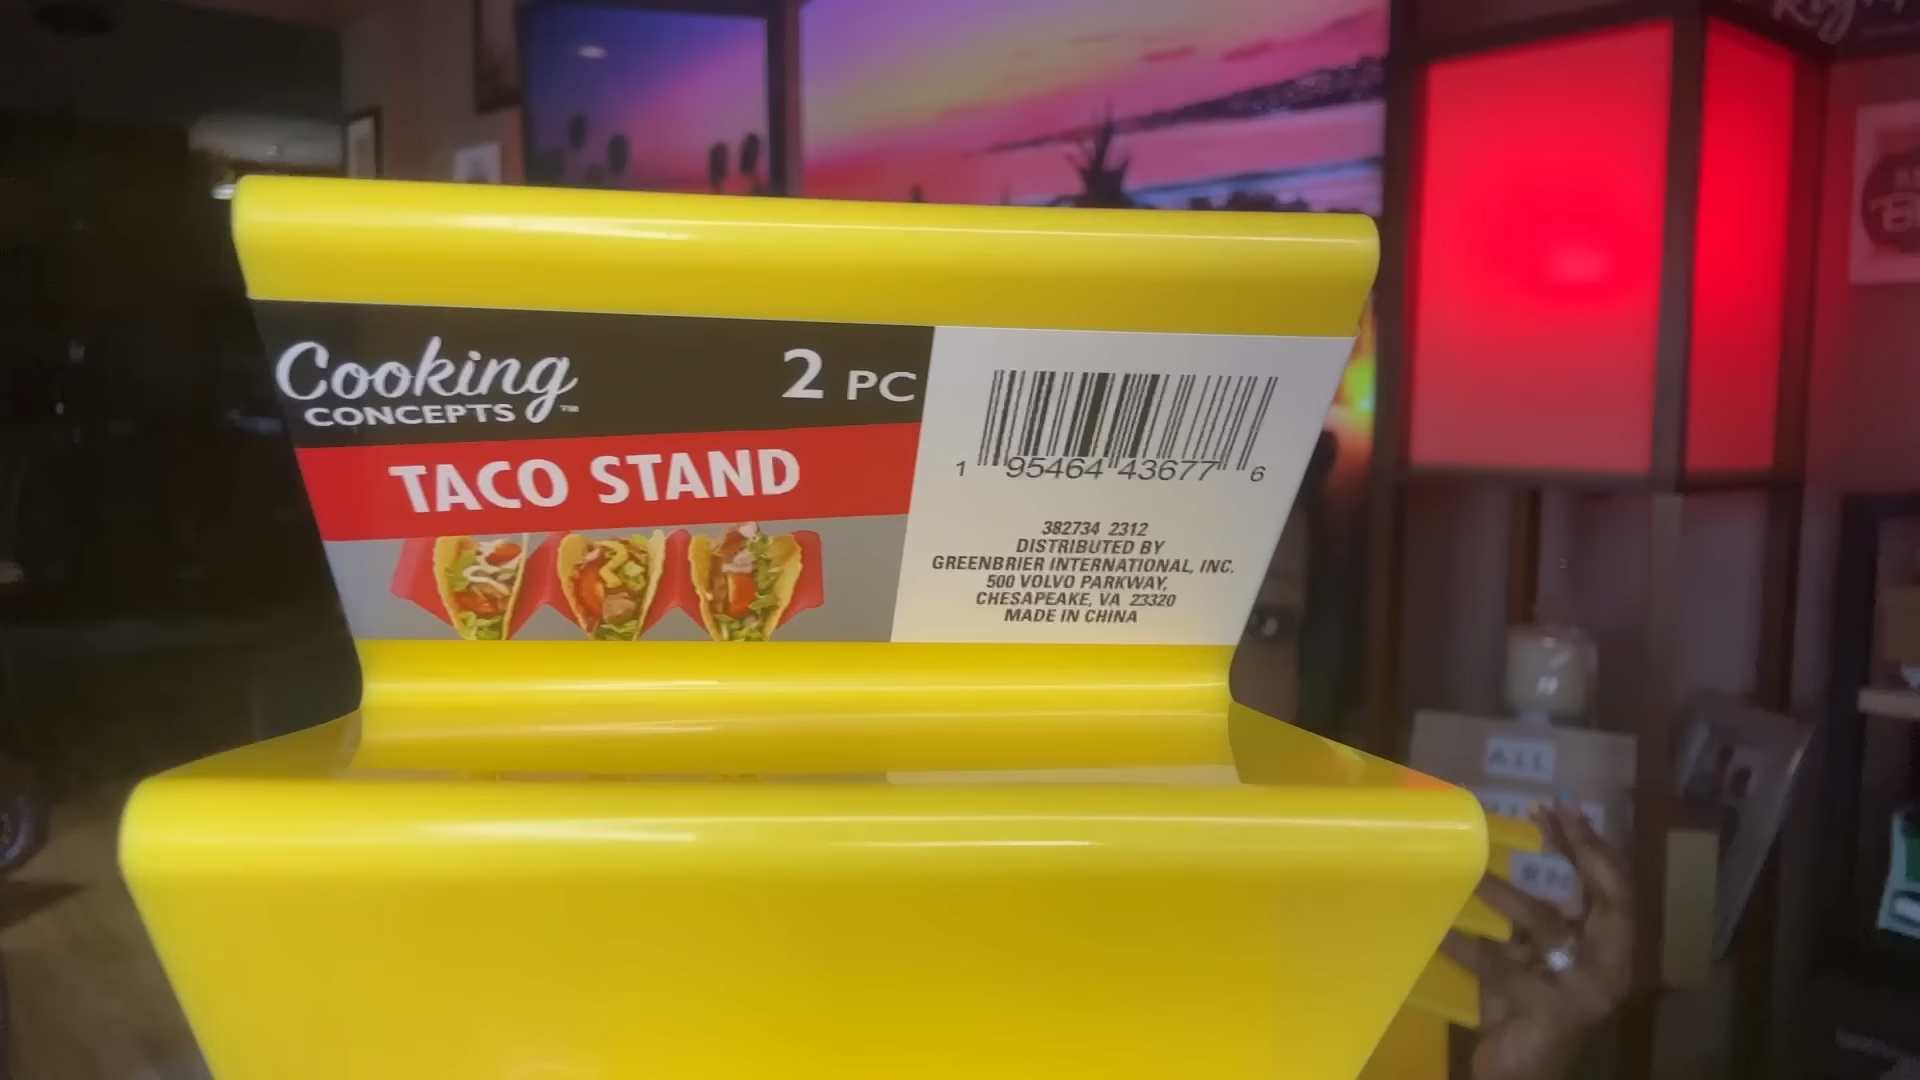 Cooking
CONCEPTS™
2 PC
TACO STAND
1 95464 43677 6
382734 2312
DISTRIBUTED BY
GREENBRIER INTERNATIONAL, INC.
500 VOLVO PARKWAY,
CHESAPEAKE, VA 23320
MADE IN CHINA
ALL